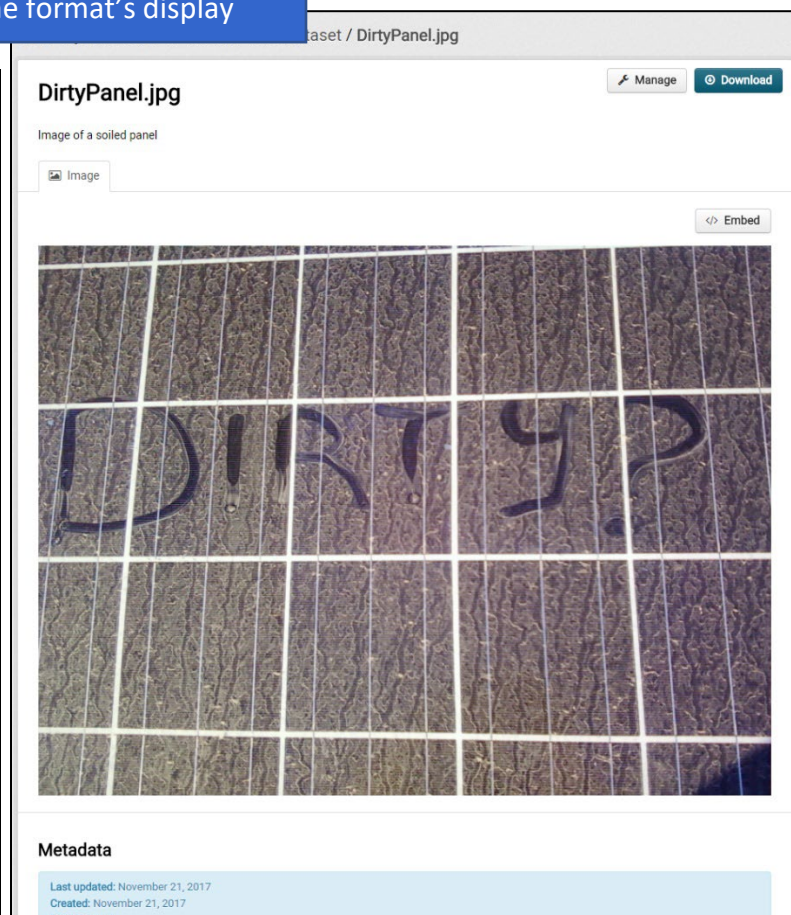 e format's display
taset / DirtyPanel.jpg
Manage
Download
DirtyPanel.jpg
Image of a soiled panel
Image
</> Embed
DIRTY?
Metadata
Last updated: November 21, 2017
Created: November 21, 2017